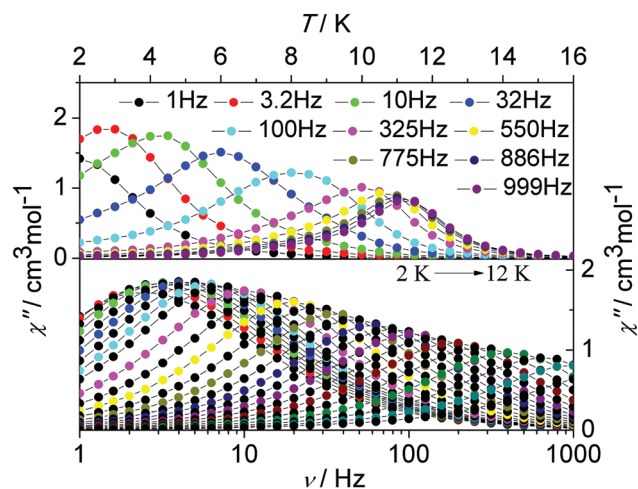 T / K
2 4 6 8 10 12 14 16
2
1
0
χ″/ cm³mol⁻¹
1Hz 3.2Hz 10Hz 32Hz
100Hz 325Hz 550Hz
775Hz 886Hz
999Hz
2 K 12 K
2
1
0
χ″/ cm³mol⁻¹
1 10 100 1000
ν / Hz